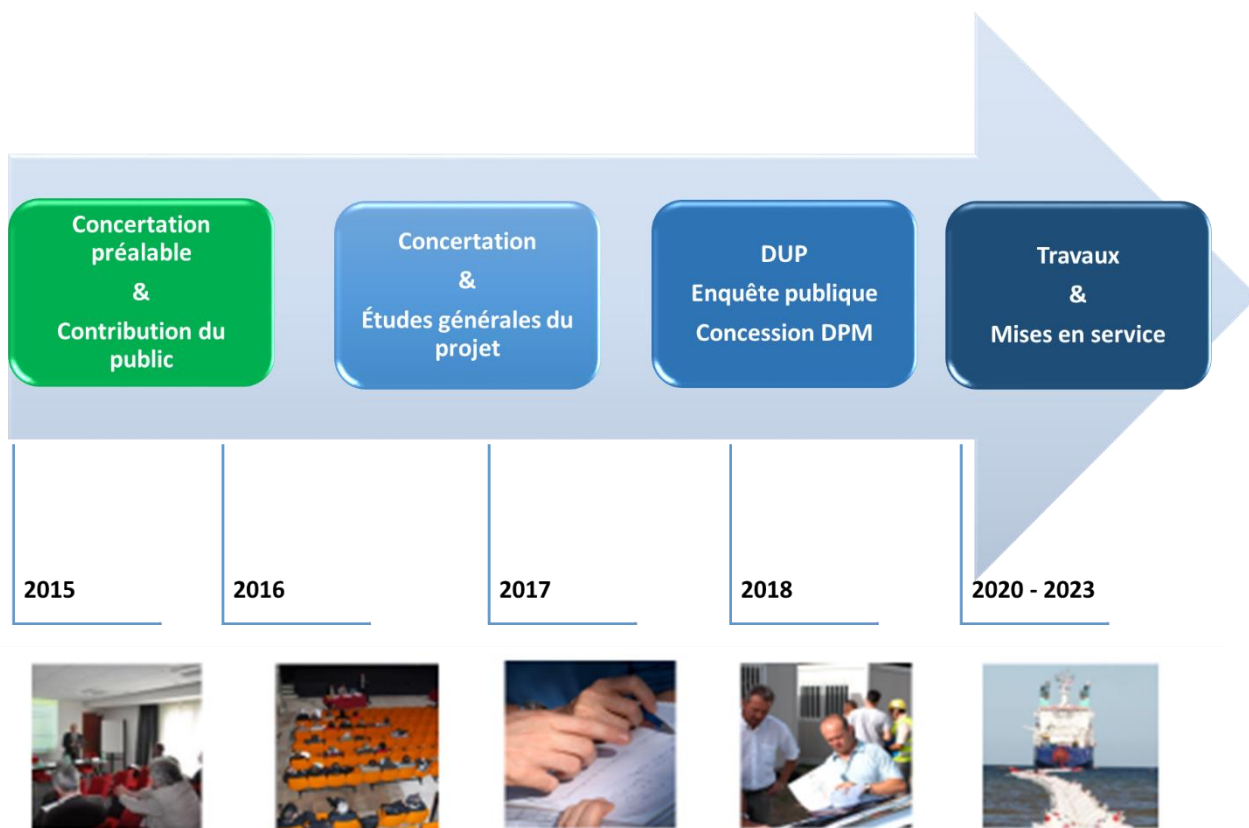 Concertation
préalable
&
Contribution du
public
Concertation
&
Études générales du
projet
DUP
Enquête publique
Concession DPM
Travaux
&
Mises en service
2015
2016
2017
2018
2020 - 2023